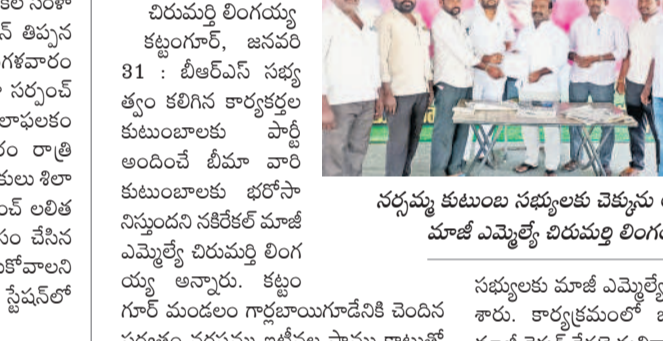 తిప్పన
గళవారం
సర్పంచ్
లాఫలకం
రాత్రి
కులు శిలా
లలిత
చేసిన
స్టేషన్‌లో
చిరుమర్తి లింగయ్య
కట్టంగూర్, జనవరి
31 : బీఆర్ఎస్ సభ్య
త్వం కలిగిన కార్యకర్తల
కుటుంబాలకు పార్టీ
అందించే బీమా వారి
కుటుంబాలకు భరోసా
నిస్తుందని నకిరేకల్ మాజీ
ఎమ్మెల్యే చిరుమర్తి లింగ
య్య అన్నారు. కట్టం
గూర్ మండలం గార్లబాయిగూడేనికి చెందిన
నర్సమ్మ కుటుంబ సభ్యులకు చెక్కును
మాజీ ఎమ్మెల్యే చిరుమర్తి
సభ్యులకు మాజీ ఎమ్మెల్యే
శారు. కార్యక్రమంలో